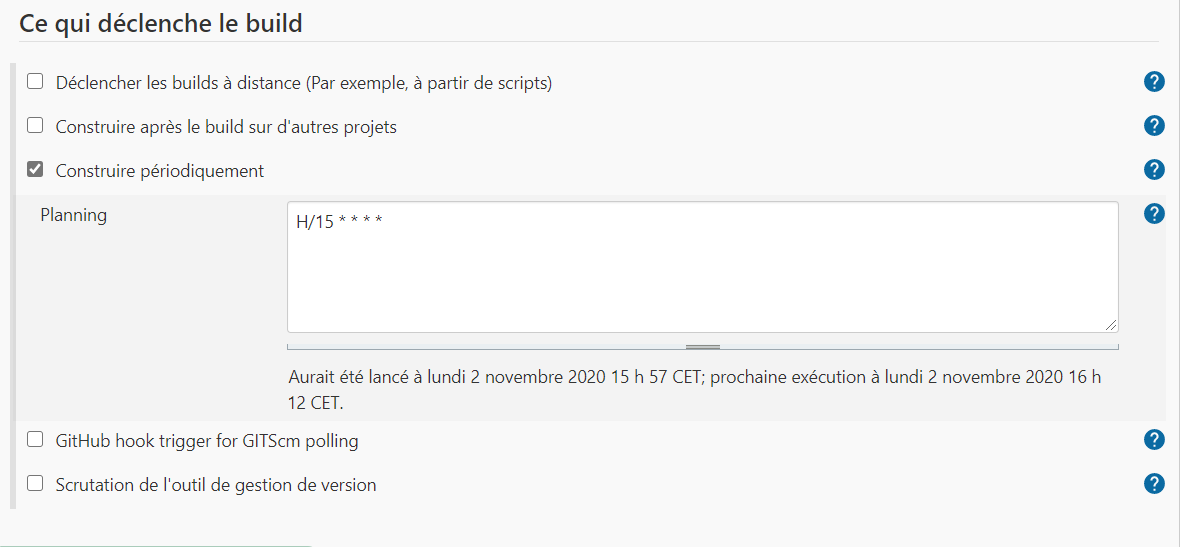 Ce qui déclenche le build
Déclencher les builds à distance (Par exemple, à partir de scripts)
Construire après le build sur d'autres projets
Construire périodiquement
Planning
H/15 * * * *
Aurait été lancé à lundi 2 novembre 2020 15 h 57 CET; prochaine exécution à lundi 2 novembre 2020 16 h
12 CET.
GitHub hook trigger for GITScm polling
Scrutation de l'outil de gestion de version